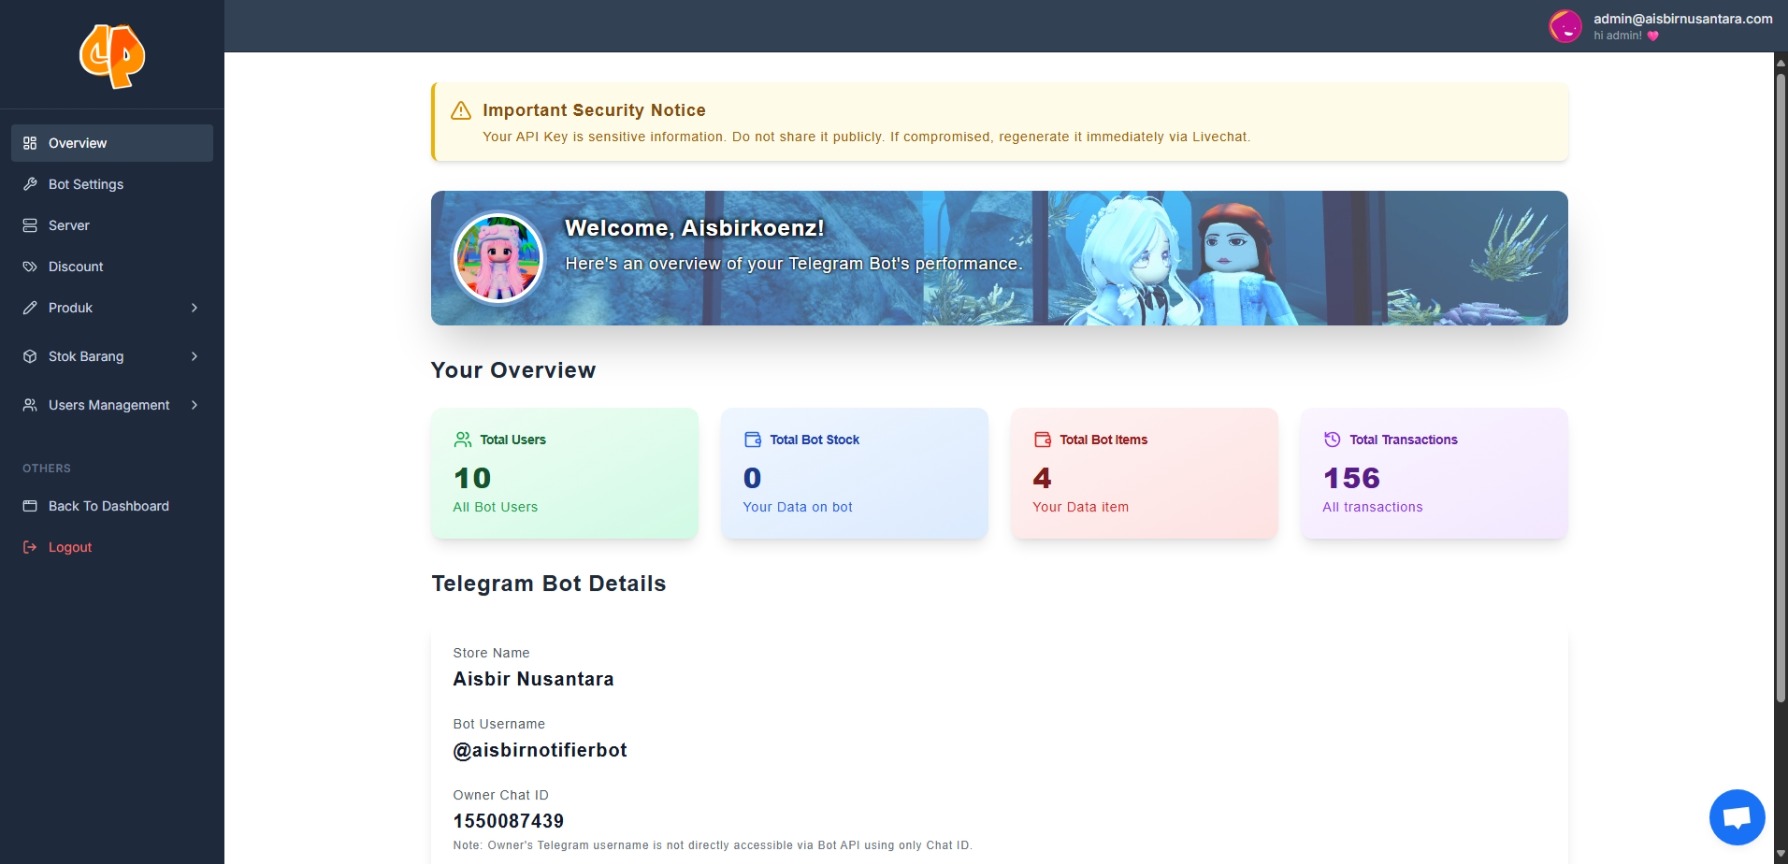 admin@aisbirnusantara.com
hi admin!
Overview
Bot Settings
Server
Discount
Produk
Stok Barang
Users Management
OTHERS
Back To Dashboard
Logout
Important Security Notice
Your API Key is sensitive information. Do not share it publicly. If compromised, regenerate it immediately via Livechat.
Welcome, Aisbirkoenz!
Here's an overview of your Telegram Bot's performance.
Your Overview
Total Users
10
All Bot Users
Total Bot Stock
0
Your Data on bot
Total Bot Items
4
Your Data item
Total Transactions
156
All transactions
Telegram Bot Details
Store Name
Aisbir Nusantara
Bot Username
@aisbirnotifierbot
Owner Chat ID
1550087439
Note: Owner's Telegram username is not directly accessible via Bot API using only Chat ID.